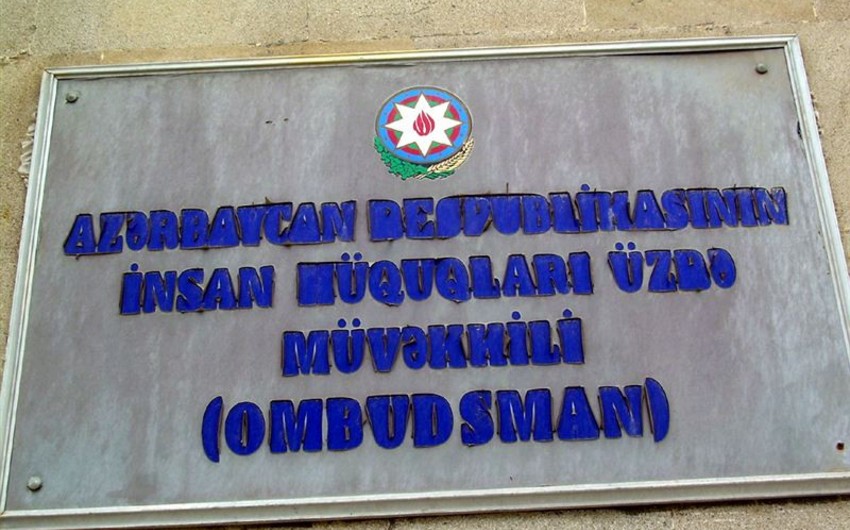 AZƏRBAYCAN RESPUBLİKASININ
İNSAN HÜQUQLARI ÜZRƏ
MÜVƏKKİLİ
(OMBUDSMAN)